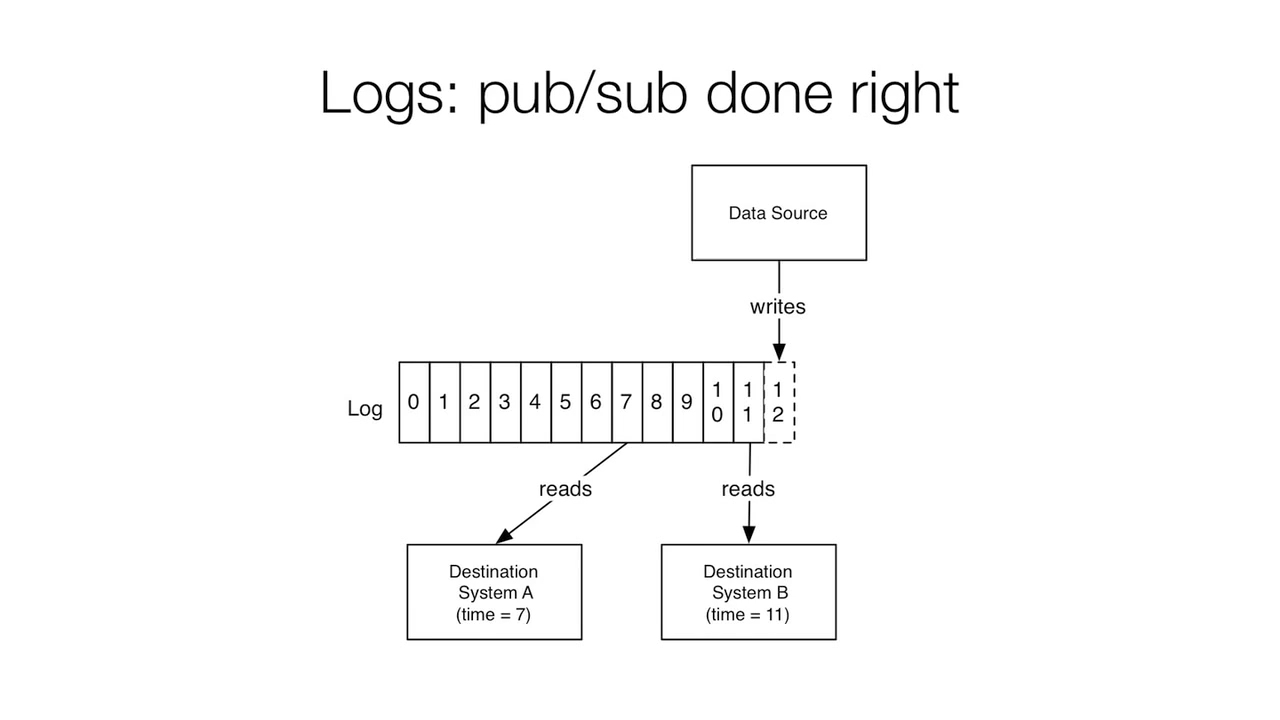 Logs: pub/sub done right
Data Source
writes
Log
0 1 2 3 4 5 6 7 8 9 10 11 12
reads reads
Destination
System A
(time = 7)
Destination
System B
(time = 11)